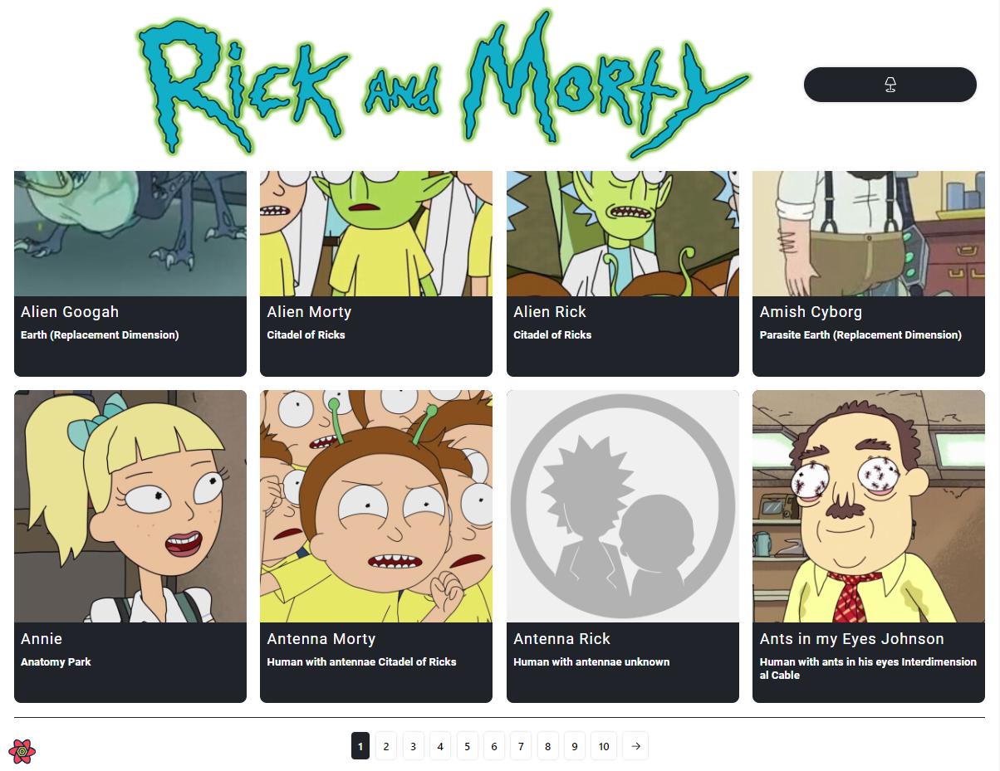 Rick and Morty
Alien Googah
Earth (Replacement Dimension)
Alien Morty
Citadel of Ricks
Alien Rick
Citadel of Ricks
Amish Cyborg
Parasite Earth (Replacement Dimension)
Annie
Anatomy Park
Antenna Morty
Human with antennae Citadel of Ricks
Antenna Rick
Human with antennae unknown
Ants in my Eyes Johnson
Human with ants in his eyes Interdimension
al Cable
1 2 3 4 5 6 7 8 9 10 →